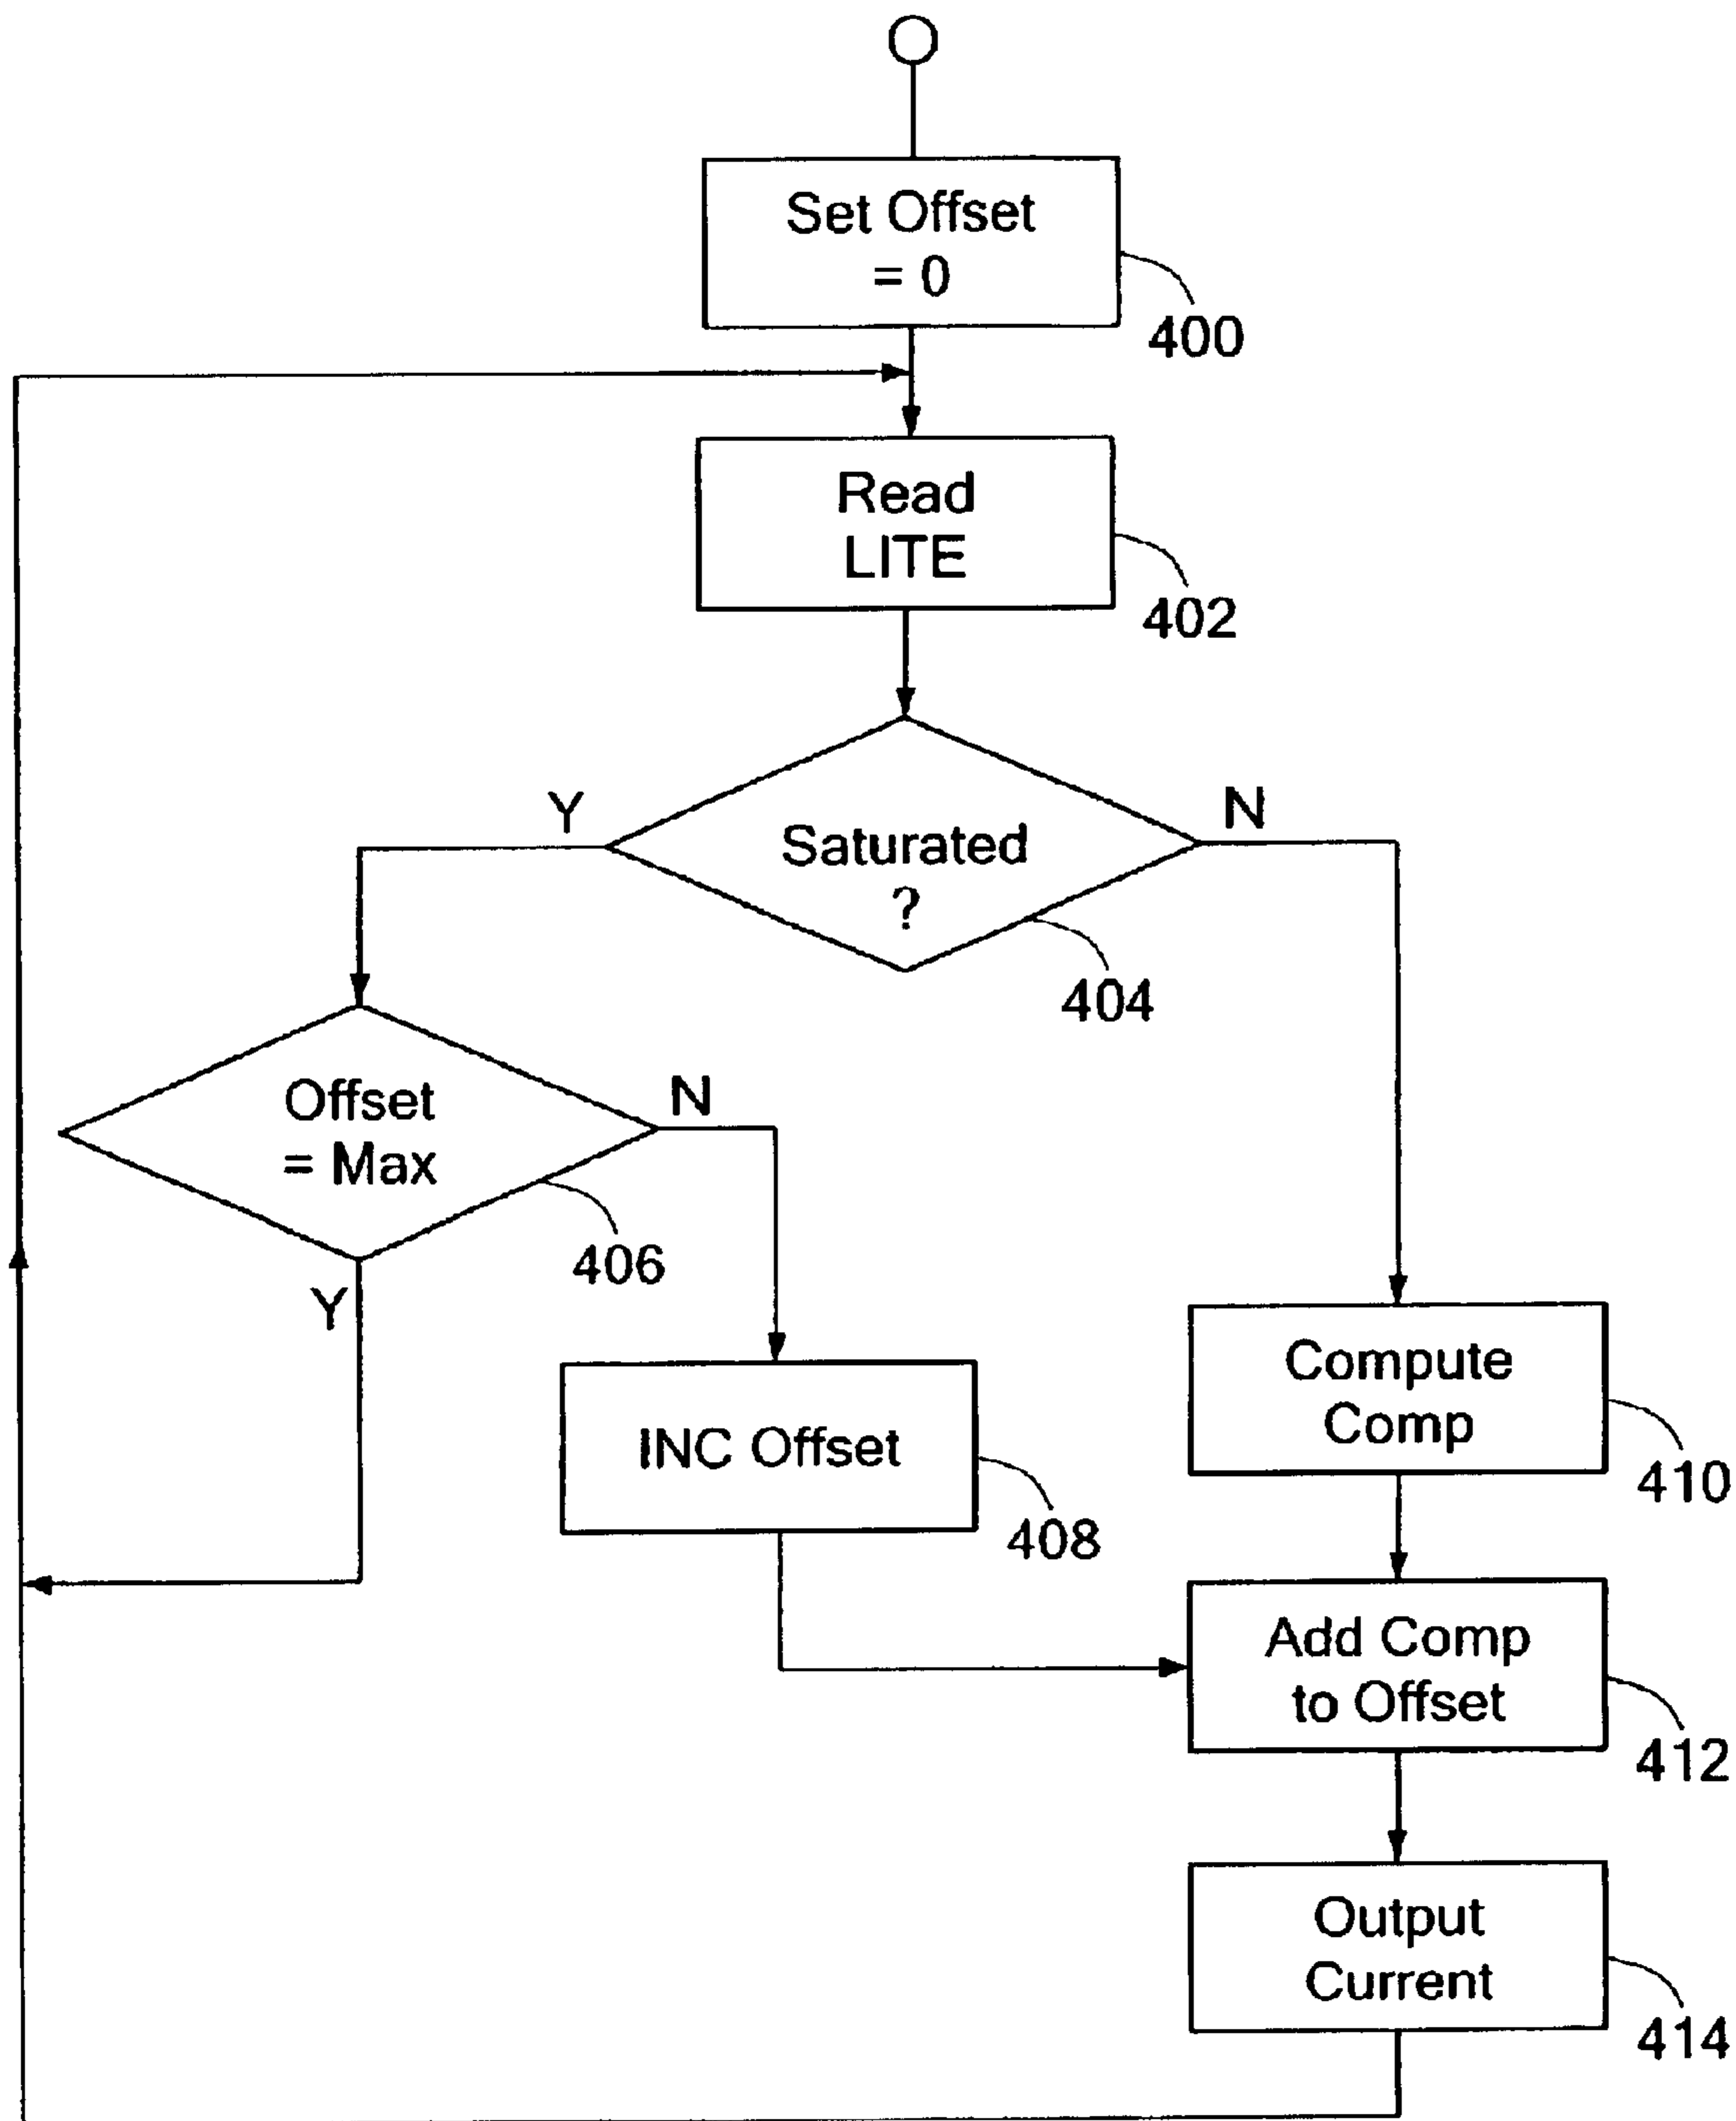 Set Offset
= 0
400
Read
LITE
402
Y
N
Saturated
?
404
Offset
= Max
N
406
Y
INC Offset
408
Compute
Comp
410
Add Comp
to Offset
412
Output
Current
414